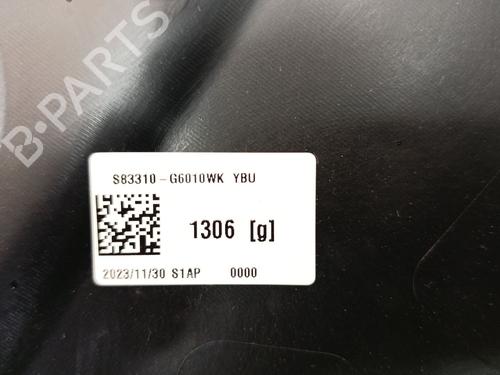 B-PARTS
S83310-G6010WK YBU
1306 [g]
2023/11/30 S1AP 0000